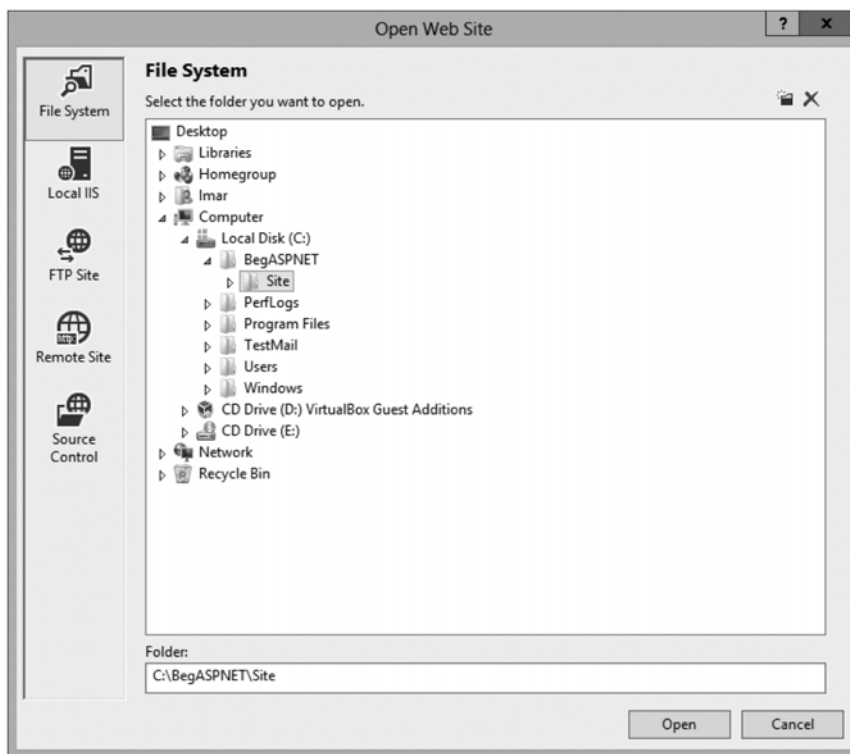 Open Web Site
?
x
File System
Local IIS
FTP Site
Remote Site
Source
Control
File System
Select the folder you want to open.
Desktop
Libraries
Homegroup
Imar
Computer
Local Disk (C:)
BegASPNET
Site
PerfLogs
Program Files
TestMail
Users
Windows
CD Drive (D:) VirtualBox Guest Additions
CD Drive (E:)
Network
Recycle Bin
Folder:
C:\BegASPNET\Site
Open
Cancel